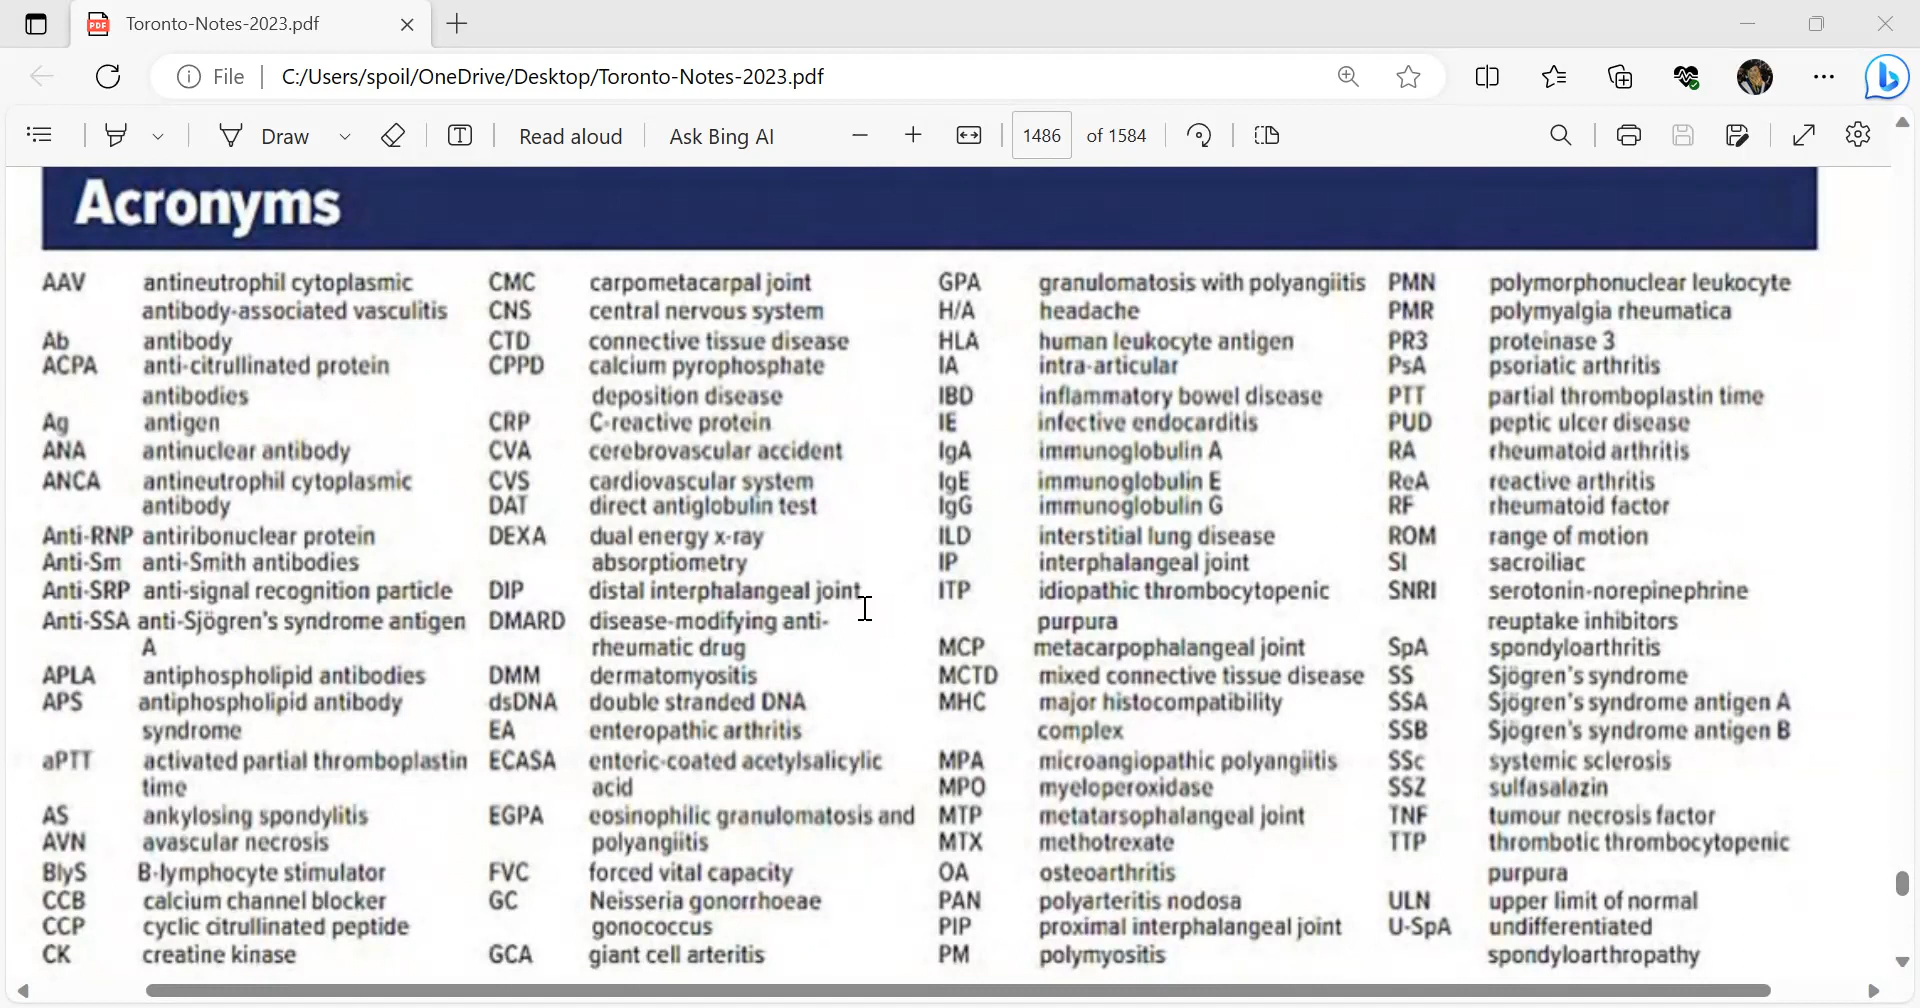 Toronto-Notes-2023.pdf
File
C:/Users/spoil/OneDrive/Desktop/Toronto-Notes-2023.pdf
Draw
Read aloud
Ask Bing AI
1486 of 1584
Acronyms
AAV antineutrophil cytoplasmic
antibody-associated vasculitis
Ab antibody
ACPA anti-citrullinated protein
antibodies
Ag antigen
ANA antinuclear antibody
ANCA antineutrophil cytoplasmic
antibody
Anti-RNP antiribonuclear protein
Anti-Sm anti-Smith antibodies
Anti-SRP anti-signal recognition particle
Anti-SSA anti-Sjögren's syndrome antigen
A
APLA antiphospholipid antibodies
APS antiphospholipid antibody
syndrome
aPTT activated partial thromboplastin
time
AS ankylosing spondylitis
AVN avascular necrosis
BlyS B-lymphocyte stimulator
CCB calcium channel blocker
CCP cyclic citrullinated peptide
CK creatine kinase
CMC carpometacarpal joint
CNS central nervous system
CTD connective tissue disease
CPPD calcium pyrophosphate
deposition disease
CRP C-reactive protein
CVA cerebrovascular accident
CVS cardiovascular system
DAT direct antiglobulin test
DEXA dual energy x-ray
absorptiometry
DIP distal interphalangeal joint
DMARD disease-modifying anti-
rheumatic drug
DMM dermatomyositis
dsDNA double stranded DNA
EA enteropathic arthritis
ECASA enteric-coated acetylsalicylic
acid
EGPA eosinophilic granulomatosis and
polyangiitis
FVC forced vital capacity
GC Neisseria gonorrhoeae
gonococcus
GCA giant cell arteritis
GPA granulomatosis with polyangiitis
H/A headache
HLA human leukocyte antigen
IA intra-articular
IBD inflammatory bowel disease
IE infective endocarditis
IgA immunoglobulin A
IgE immunoglobulin E
IgG immunoglobulin G
ILD interstitial lung disease
IP interphalangeal joint
ITP idiopathic thrombocytopenic
purpura
MCP metacarpophalangeal joint
MCTD mixed connective tissue disease
MHC major histocompatibility
complex
MPA microangiopathic polyangiitis
MPO myeloperoxidase
MTP metatarsophalangeal joint
MTX methotrexate
OA osteoarthritis
PAN polyarteritis nodosa
PIP proximal interphalangeal joint
PM polymyositis
PMN polymorphonuclear leukocyte
PMR polymyalgia rheumatica
PR3 proteinase 3
PsA psoriatic arthritis
PTT partial thromboplastin time
PUD peptic ulcer disease
RA rheumatoid arthritis
ReA reactive arthritis
RF rheumatoid factor
ROM range of motion
SI sacroiliac
SNRI serotonin-norepinephrine
reuptake inhibitors
SpA spondyloarthritis
SS Sjögren's syndrome
SSA Sjögren's syndrome antigen A
SSB Sjögren's syndrome antigen B
SSc systemic sclerosis
SSZ sulfasalazin
TNF tumour necrosis factor
TTP thrombotic thrombocytopenic
purpura
ULN upper limit of normal
U-SpA undifferentiated
spondyloarthropathy